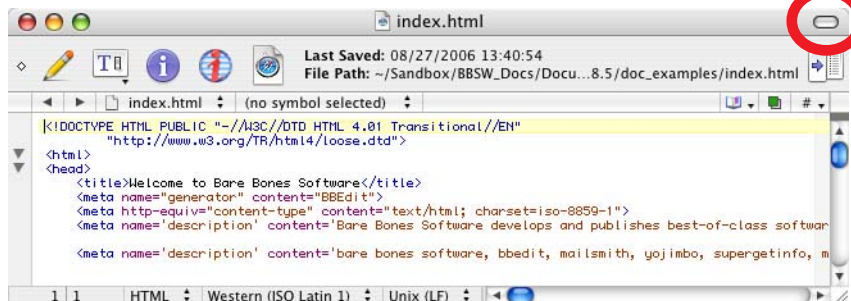 index.html
Last Saved: 08/27/2006 13:40:54
File Path: ~/Sandbox/BBSW_Docs/Docu...8.5/doc_examples/index.html
index.html (no symbol selected) #
<!DOCTYPE HTML PUBLIC "-//W3C//DTD HTML 4.01 Transitional//EN"
"http://www.w3.org/TR/html4/loose.dtd">
<html>
<head>
<title>Welcome to Bare Bones Software</title>
<meta name="generator" content="BBEdit">
<meta http-equiv="content-type" content="text/html; charset=iso-8859-1">
<meta name='description' content='Bare Bones Software develops and publishes best-of-class softwar
<meta name='description' content='bare bones software, bbedit, mailsmith, yojimbo, supergetinfo, m
1 1 HTML Western (ISO Latin 1) Unix (LF)